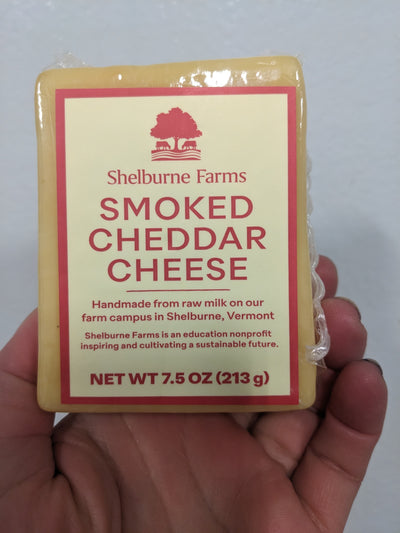 Shelburne Farms
SMOKED
CHEDDAR
CHEESE
Handmade from raw milk on our
farm campus in Shelburne, Vermont
Shelburne Farms is an education nonprofit
inspiring and cultivating a sustainable future.
NET WT 7.5 OZ (213 g)